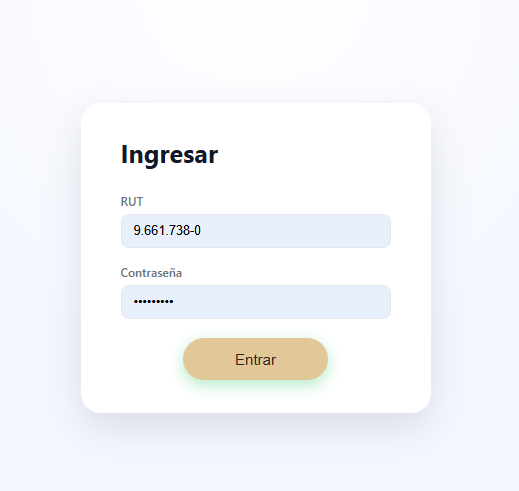 Ingresar
RUT
9.661.738-0
Contraseña
•••••••••
Entrar